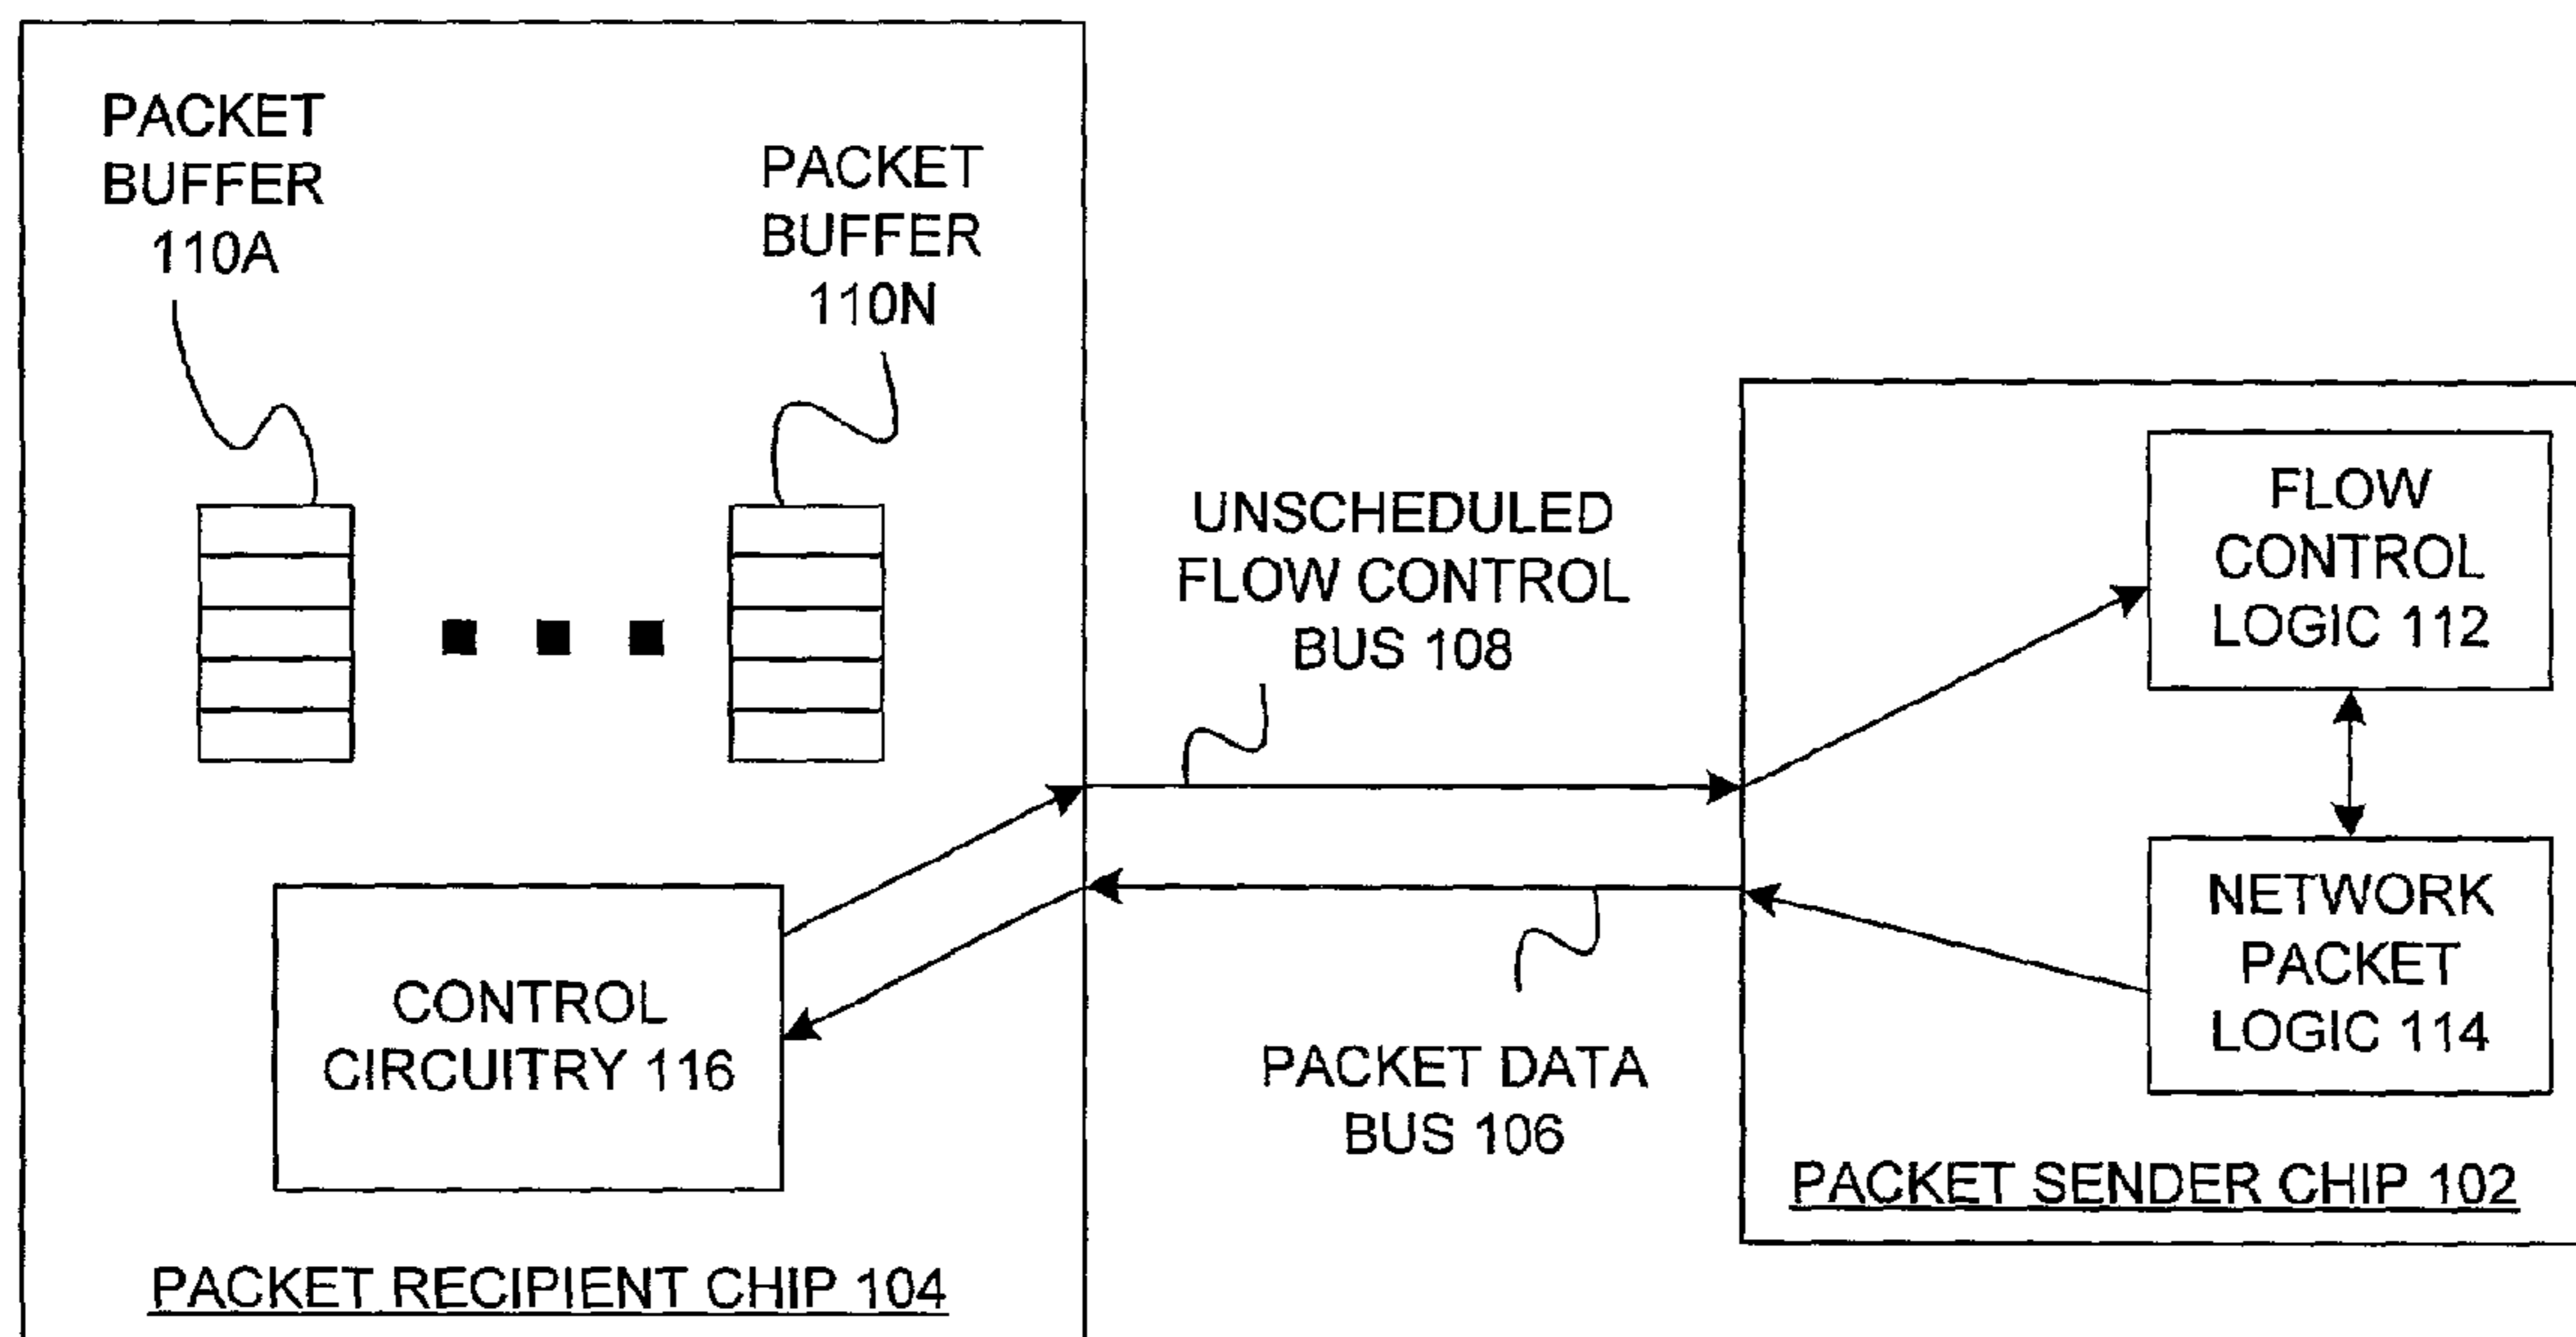 PACKET
BUFFER
110A
PACKET
BUFFER
110N
UNSCHEDULED
FLOW CONTROL
BUS 108
FLOW
CONTROL
LOGIC 112
CONTROL
CIRCUITRY 116
PACKET DATA
BUS 106
NETWORK
PACKET
LOGIC 114
PACKET SENDER CHIP 102
PACKET RECIPIENT CHIP 104